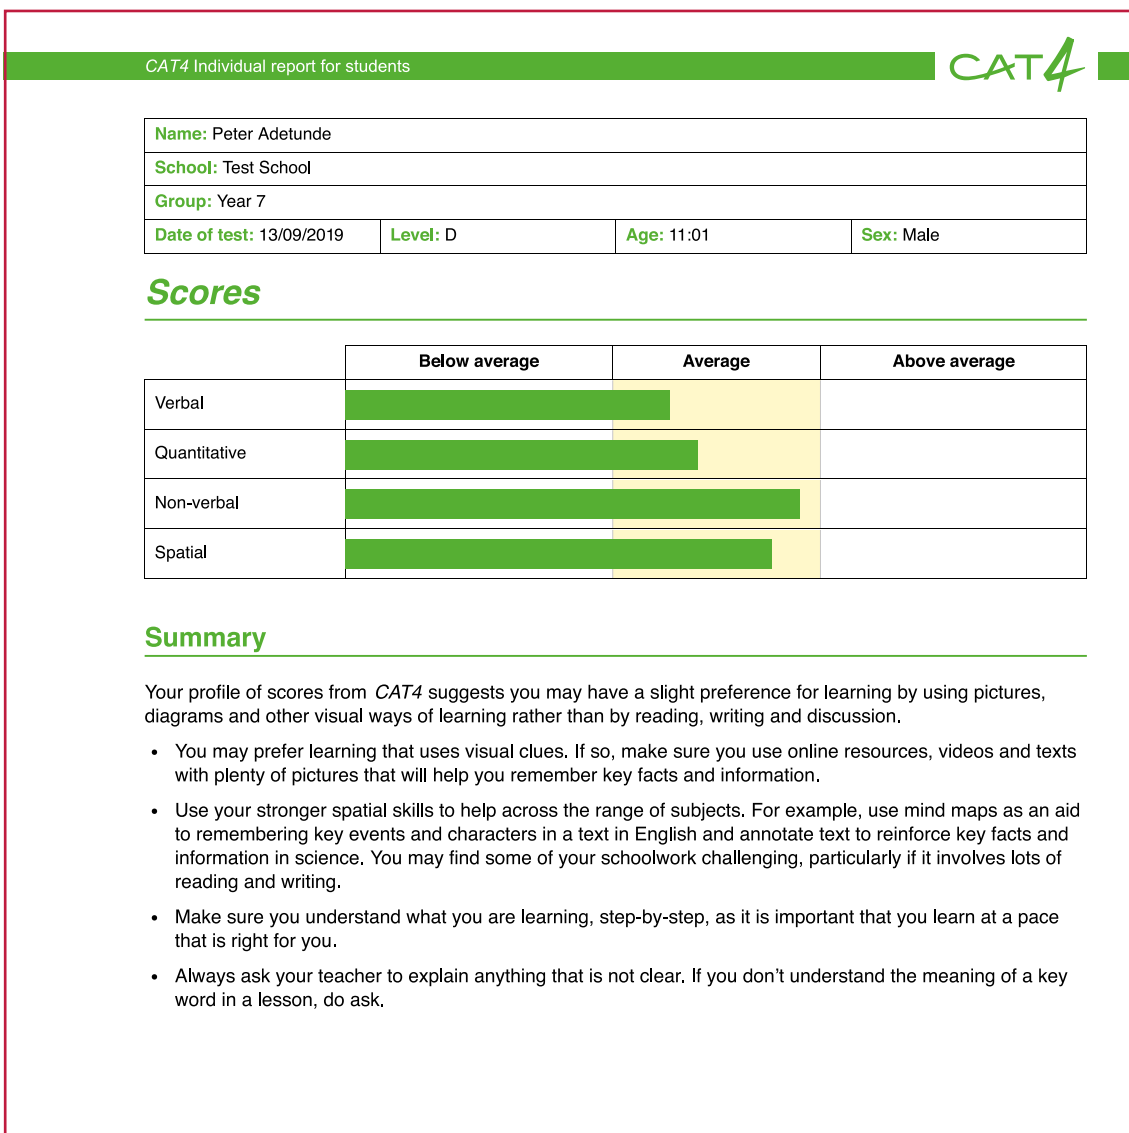 CAT4 Individual report for students
CAT4
Name: Peter Adetunde
School: Test School
Group: Year 7
Date of test: 13/09/2019 Level: D Age: 11:01 Sex: Male
Scores
Below average Average Above average
Verbal
Quantitative
Non-verbal
Spatial
Summary
Your profile of scores from CAT4 suggests you may have a slight preference for learning by using pictures,
diagrams and other visual ways of learning rather than by reading, writing and discussion.
• You may prefer learning that uses visual clues. If so, make sure you use online resources, videos and texts
with plenty of pictures that will help you remember key facts and information.
• Use your stronger spatial skills to help across the range of subjects. For example, use mind maps as an aid
to remembering key events and characters in a text in English and annotate text to reinforce key facts and
information in science. You may find some of your schoolwork challenging, particularly if it involves lots of
reading and writing.
• Make sure you understand what you are learning, step-by-step, as it is important that you learn at a pace
that is right for you.
• Always ask your teacher to explain anything that is not clear. If you don’t understand the meaning of a key
word in a lesson, do ask.